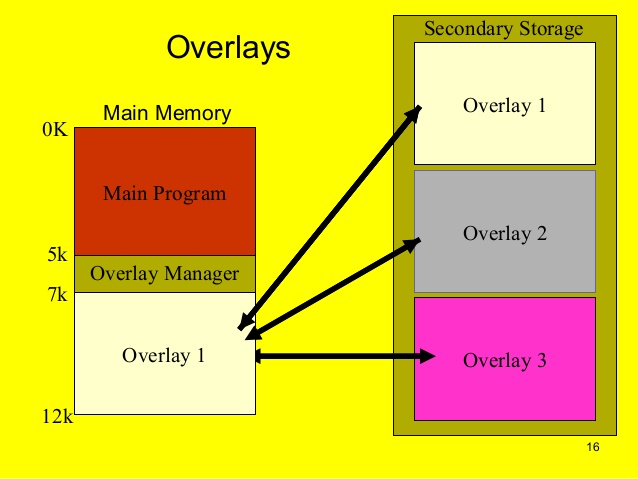 Overlays
Main Memory
0K
Main Program
5k
Overlay Manager
7k
Overlay 1
12k
Secondary Storage
Overlay 1
Overlay 2
Overlay 3
16